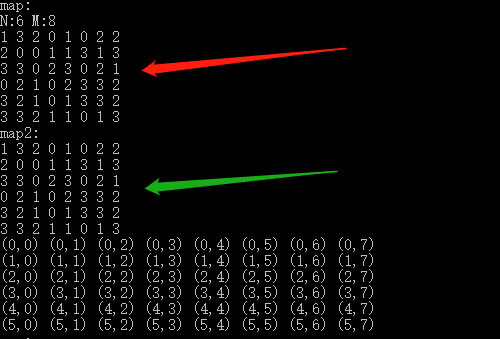 map:
N:6 M:8
1 3 2 0 1 0 2 2
2 0 0 1 1 3 1 3
3 3 0 2 3 0 2 1
0 2 1 0 2 3 3 2
3 2 1 0 1 3 3 2
3 3 2 1 1 0 1 3
map2:
1 3 2 0 1 0 2 2
2 0 0 1 1 3 1 3
3 3 0 2 3 0 2 1
0 2 1 0 2 3 3 2
3 2 1 0 1 3 3 2
3 3 2 1 1 0 1 3
(0,0) (0,1) (0,2) (0,3) (0,4) (0,5) (0,6) (0,7)
(1,0) (1,1) (1,2) (1,3) (1,4) (1,5) (1,6) (1,7)
(2,0) (2,1) (2,2) (2,3) (2,4) (2,5) (2,6) (2,7)
(3,0) (3,1) (3,2) (3,3) (3,4) (3,5) (3,6) (3,7)
(4,0) (4,1) (4,2) (4,3) (4,4) (4,5) (4,6) (4,7)
(5,0) (5,1) (5,2) (5,3) (5,4) (5,5) (5,6) (5,7)